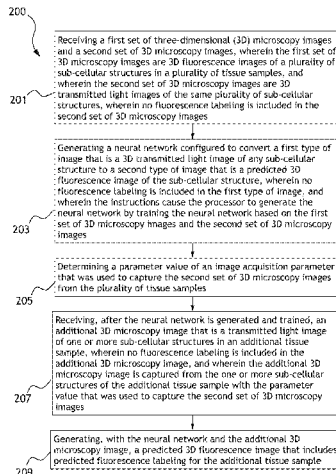 200
Receiving a first set of three-dimensional (3D) microscopy images
and a second set of 3D microscopy images, wherein the first set of
3D microscopy images are 3D fluorescence images of a plurality of
sub-cellular structures in a plurality of tissue samples, and
wherein the second set of 3D microscopy images are 3D
transmitted light images of the same plurality of sub-cellular
structures, wherein no fluorescence labeling is included in the
second set of 3D microscopy images
201
Generating a neural network configured to convert a first type of
image that is a 3D transmitted light image of any sub-cellular
structure to a second type of image that is a predicted 3D
fluorescence image of the sub-cellular structure, wherein no
fluorescence labeling is included in the first type of image, and
wherein the instructions cause the processor to generate the
neural network by training the neural network based on the first
set of 3D microscopy images and the second set of 3D microscopy
images
203
Determining a parameter value of an image acquisition parameter
that was used to capture the second set of 3D microscopy images
from the plurality of tissue samples
205
Receiving, after the neural network is generated and trained, an
additional 3D microscopy image that is a transmitted light image
of one or more sub-cellular structures in an additional tissue
sample, wherein no fluorescence labeling is included in the
additional 3D microscopy image, and wherein the additional 3D
microscopy image is captured from the one or more sub-cellular
structures of the additional tissue sample with the parameter
value that was used to capture the second set of 3D microscopy
images
207
Generating, with the neural network and the additional 3D
microscopy image, a predicted 3D fluorescence image that includes
predicted fluorescence labeling for the additional tissue sample
209